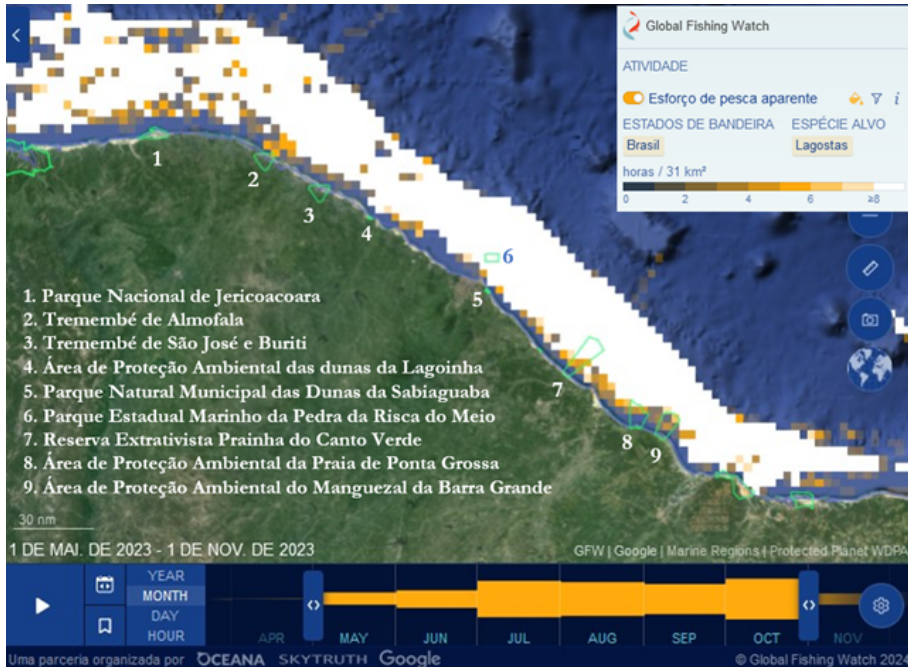 Global Fishing Watch
ATIVIDADE
Esforço de pesca aparente
ESTADOS DE BANDEIRA ESPÉCIE ALVO
Brasil Lagostas
horas / 31 km²
0 2 4 6 ≥8
1
2
3
4
6
5
7
8
9
1. Parque Nacional de Jericoacoara
2. Tremembé de Almofala
3. Tremembé de São José e Buriti
4. Área de Proteção Ambiental das dunas da Lagoinha
5. Parque Natural Municipal das Dunas da Sabiaguaba
6. Parque Estadual Marinho da Pedra da Risca do Meio
7. Reserva Extrativista Prainha do Canto Verde
8. Área de Proteção Ambiental da Praia de Ponta Grossa
9. Área de Proteção Ambiental do Manguezal da Barra Grande
30 nm
1 DE MAI. DE 2023 - 1 DE NOV. DE 2023
GFW | Google | Marine Regions | Protected Planet WDPA
YEAR
MONTH
DAY
HOUR
APR MAY JUN JUL AUG SEP OCT NOV
Uma parceria organizada por OCEANA SKYTRUTH Google
© Global Fishing Watch 2024